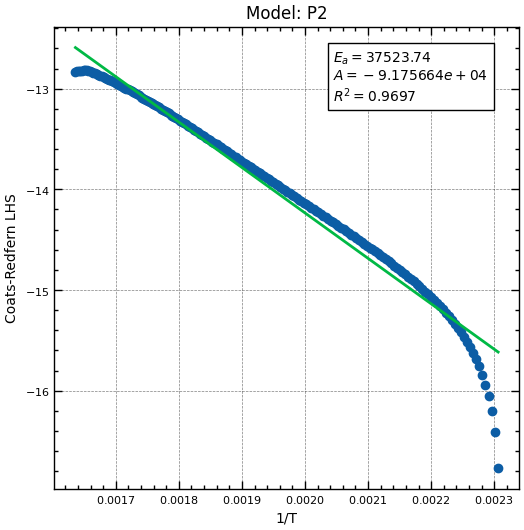 Model: P2
E_a = 37523.74
A = −9.175664e + 04
R² = 0.9697
Coats-Redfern LHS
−13
−14
−15
−16
0.0017 0.0018 0.0019 0.0020 0.0021 0.0022 0.0023
1/T